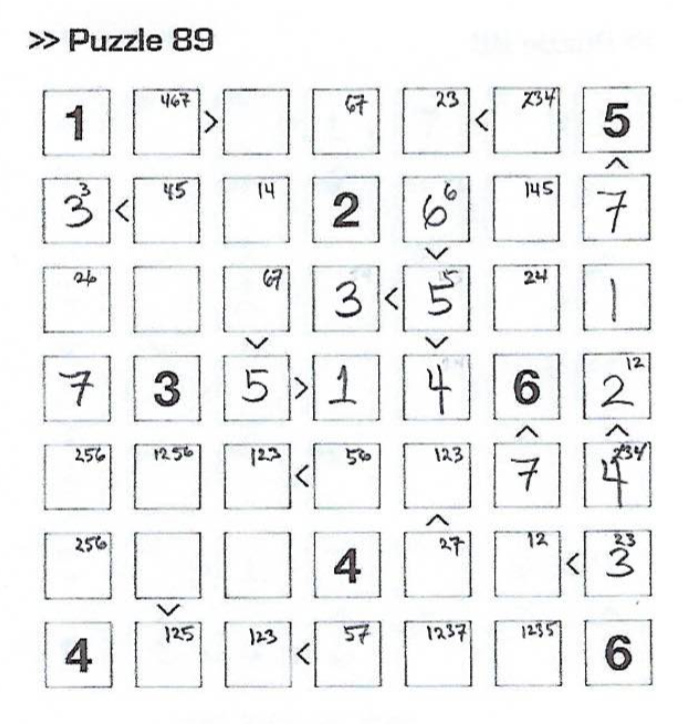 >> Puzzle 89
1 467 > 67 23 < 234 5
^
3 3 < 45 14 2 6 6 145 7
v
26 67 3 < 5 5 24 1
v v
7 3 5 > 1 4 6 2 12
^ ^
256 1256 123 < 56 123 7 4 234
^
256 4 27 12 < 3 23
v
4 125 123 < 57 1237 1235 6